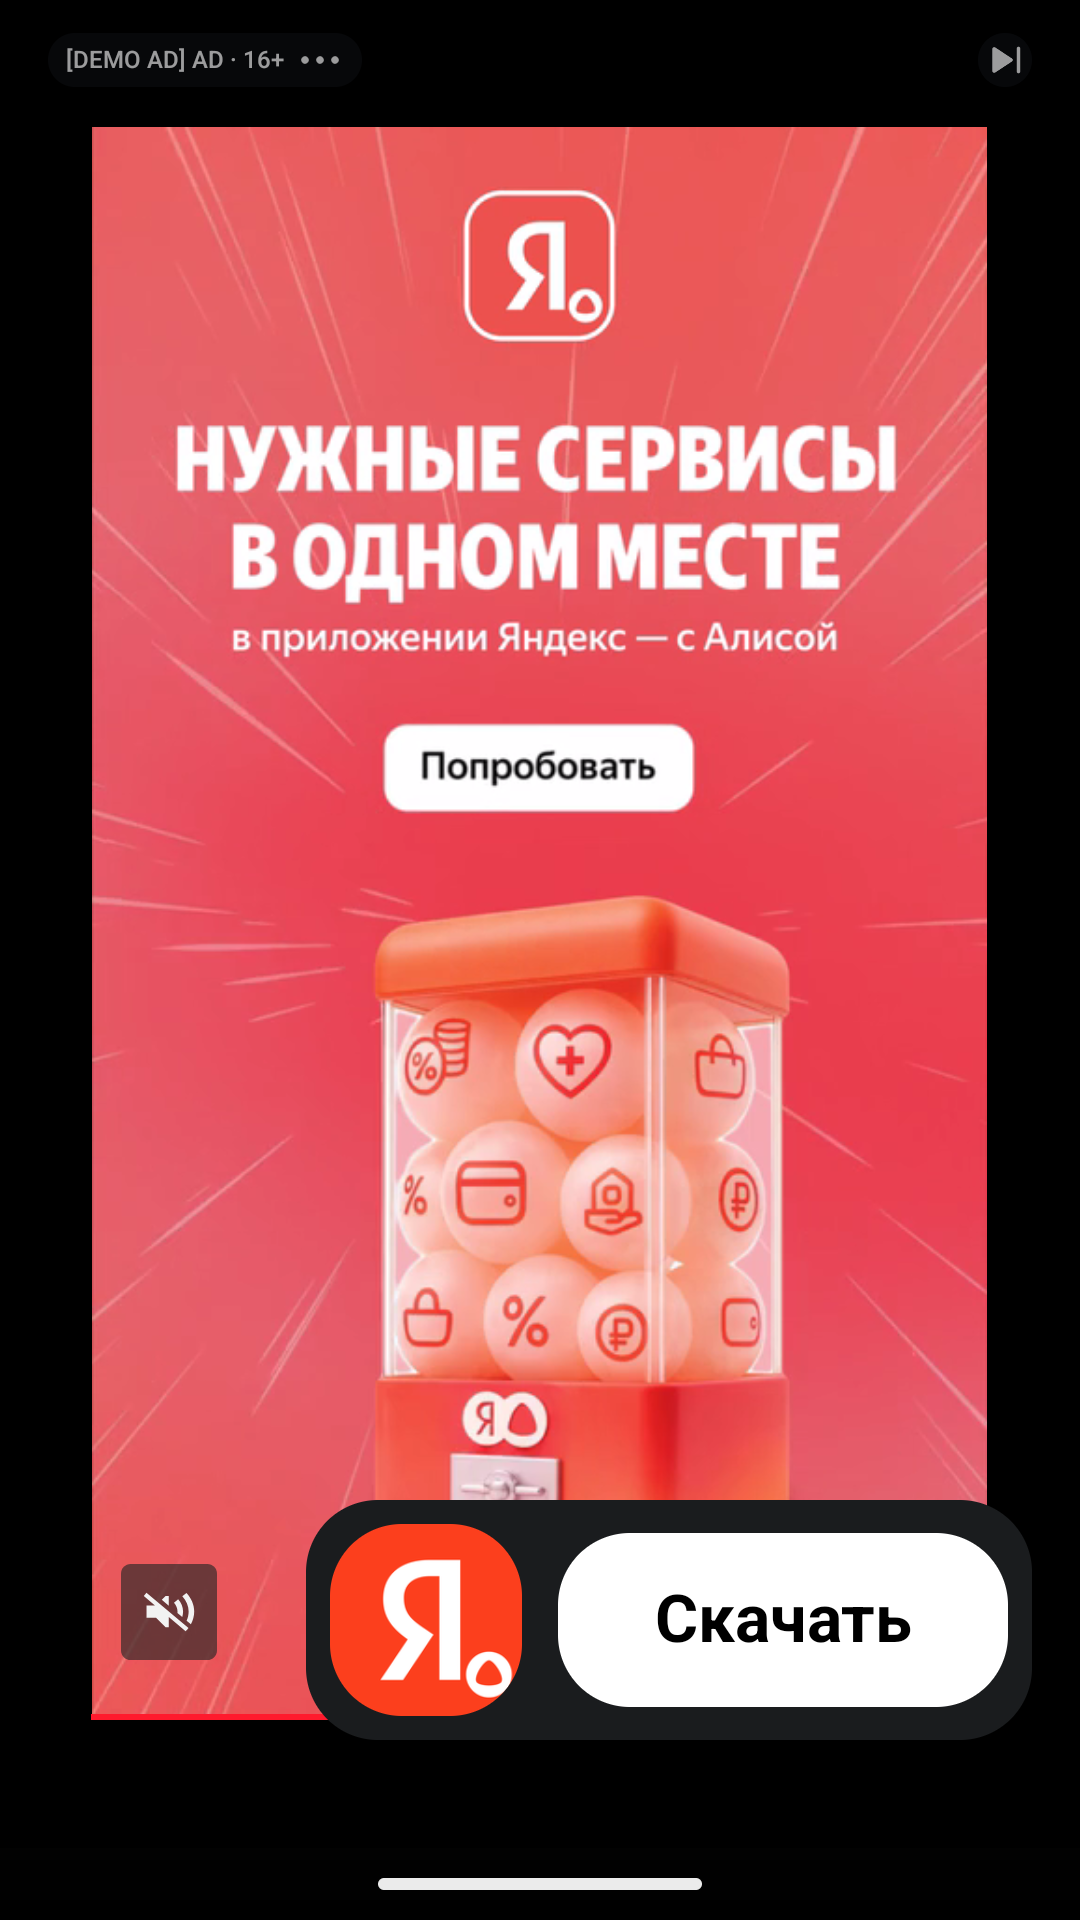 [DEMO AD] AD · 16+
Я
НУЖНЫЕ СЕРВИСЫ
В ОДНОМ МЕСТЕ
в приложении Яндекс — с Алисой
Попробовать
%
%
%
Я
Я
Скачать